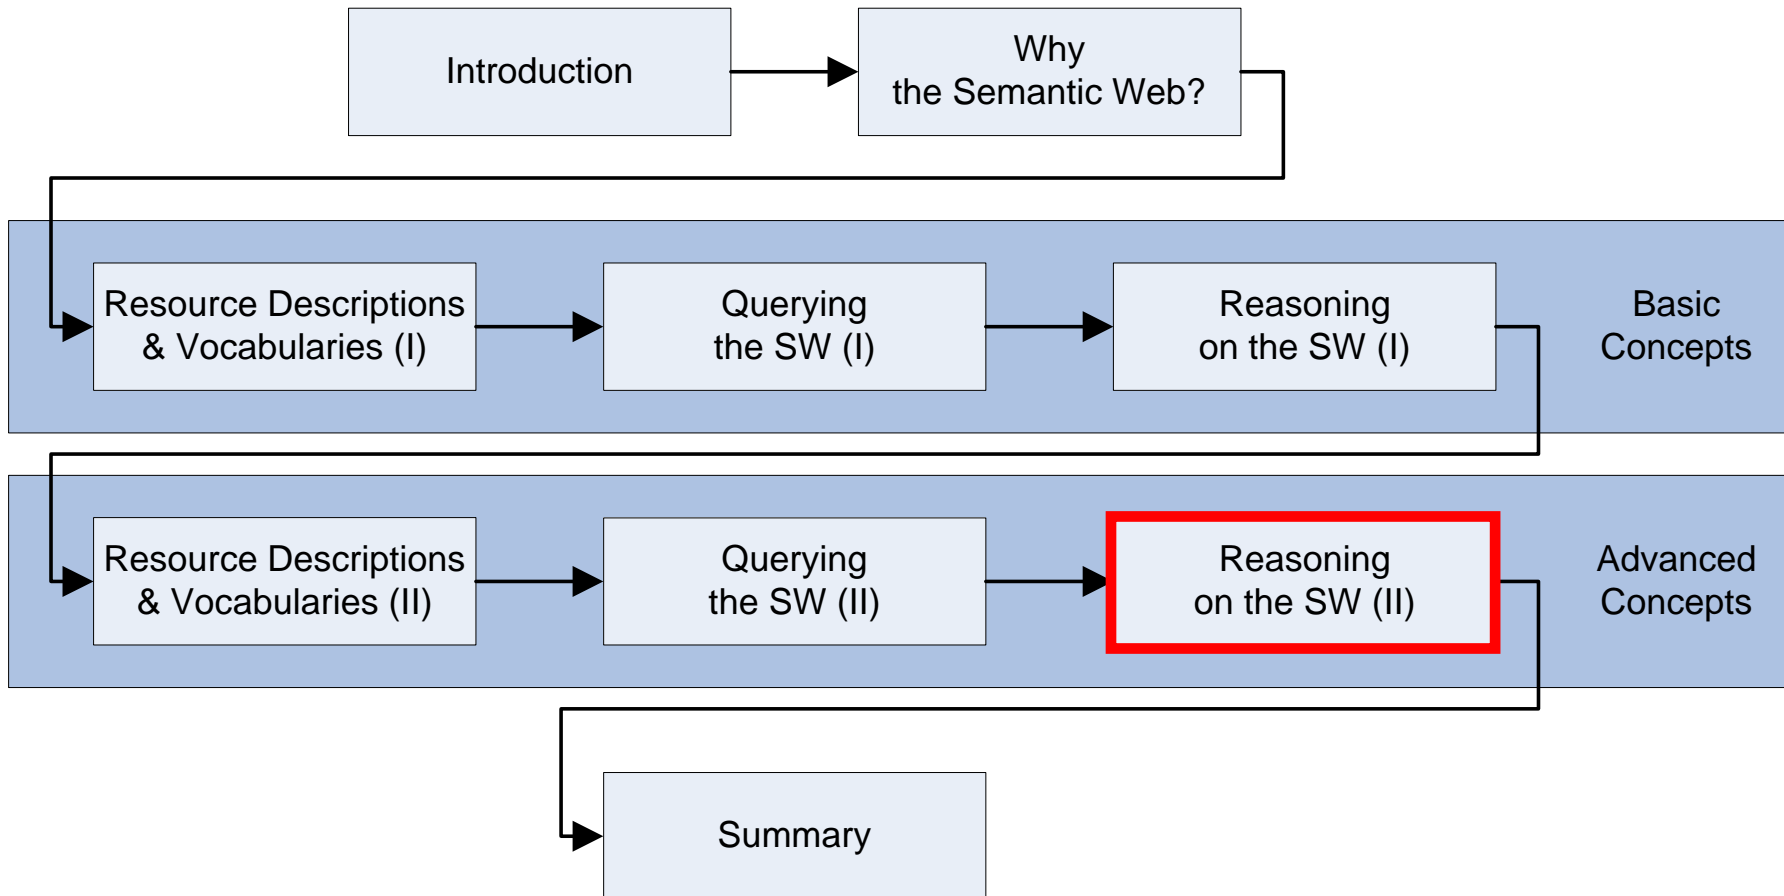 Introduction
Why
the Semantic Web?
Resource Descriptions
& Vocabularies (I)
Querying
the SW (I)
Reasoning
on the SW (I)
Basic
Concepts
Resource Descriptions
& Vocabularies (II)
Querying
the SW (II)
Reasoning
on the SW (II)
Advanced
Concepts
Summary